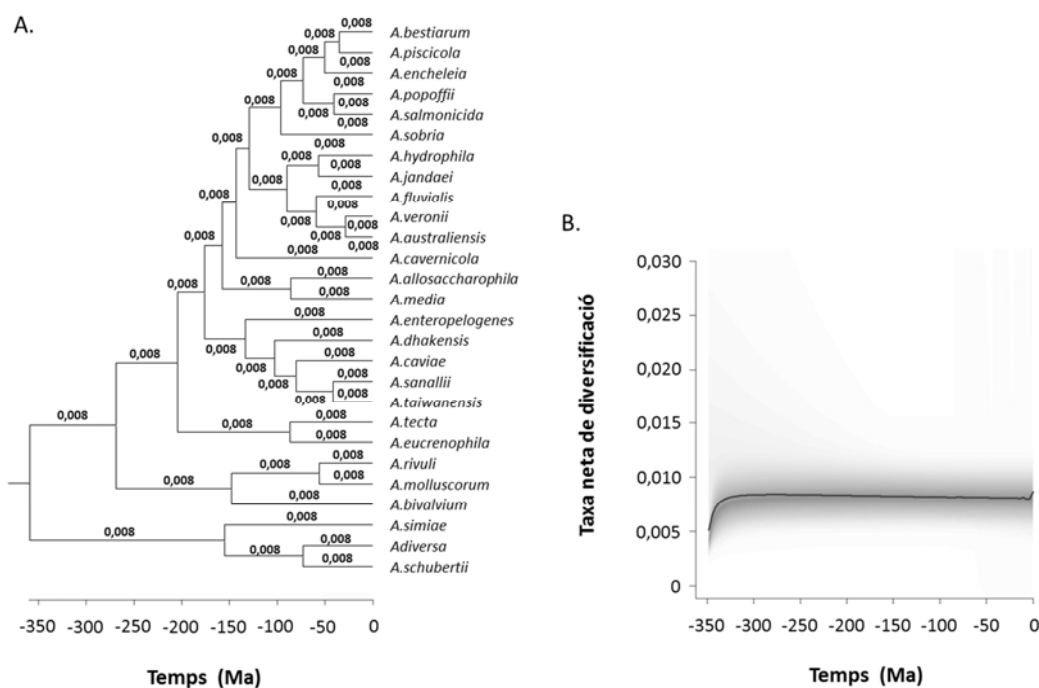 A.
0,008
0,008 A.bestiarum
0,008 A.piscicola
0,008
0,008 A.encheleia
0,008
A.popoffii
0,008 0,008
0,008 0,008 A.salmonicida
A.sobria
0,008 0,008
0,008 A.hydrophila
0,008 0,008
A.jandaei
0,008 0,008
A.fluvialis
0,008 0,008
A.veronii
0,008 0,008
0,008 A.australiensis
0,008 0,008
0,008 A.cavernicola
0,008 A.allosaccharophila
0,008
0,008 0,008 A.media
0,008 A.enteropelogenes
0,008 A.dhakensis
0,008
0,008 0,008 A.caviae
0,008 0,008
0,008 A.sanallii
0,008 0,008
0,008 A.taiwanensis
0,008 0,008 A.tecta
0,008
0,008 A.eucrenophila
0,008 A.rivuli
0,008
0,008 A.molluscorum
0,008
0,008 A.bivalvium
0,008 A.simiae
0,008
0,008 Adiversa
0,008
0,008 A.schubertii
-350 -300 -250 -200 -150 -100 -50 0
Temps (Ma)
B.
Taxa neta de diversificació
0,030
0,025
0,020
0,015
0,010
0,005
0
-350 -300 -250 -200 -150 -100 -50 0
Temps (Ma)